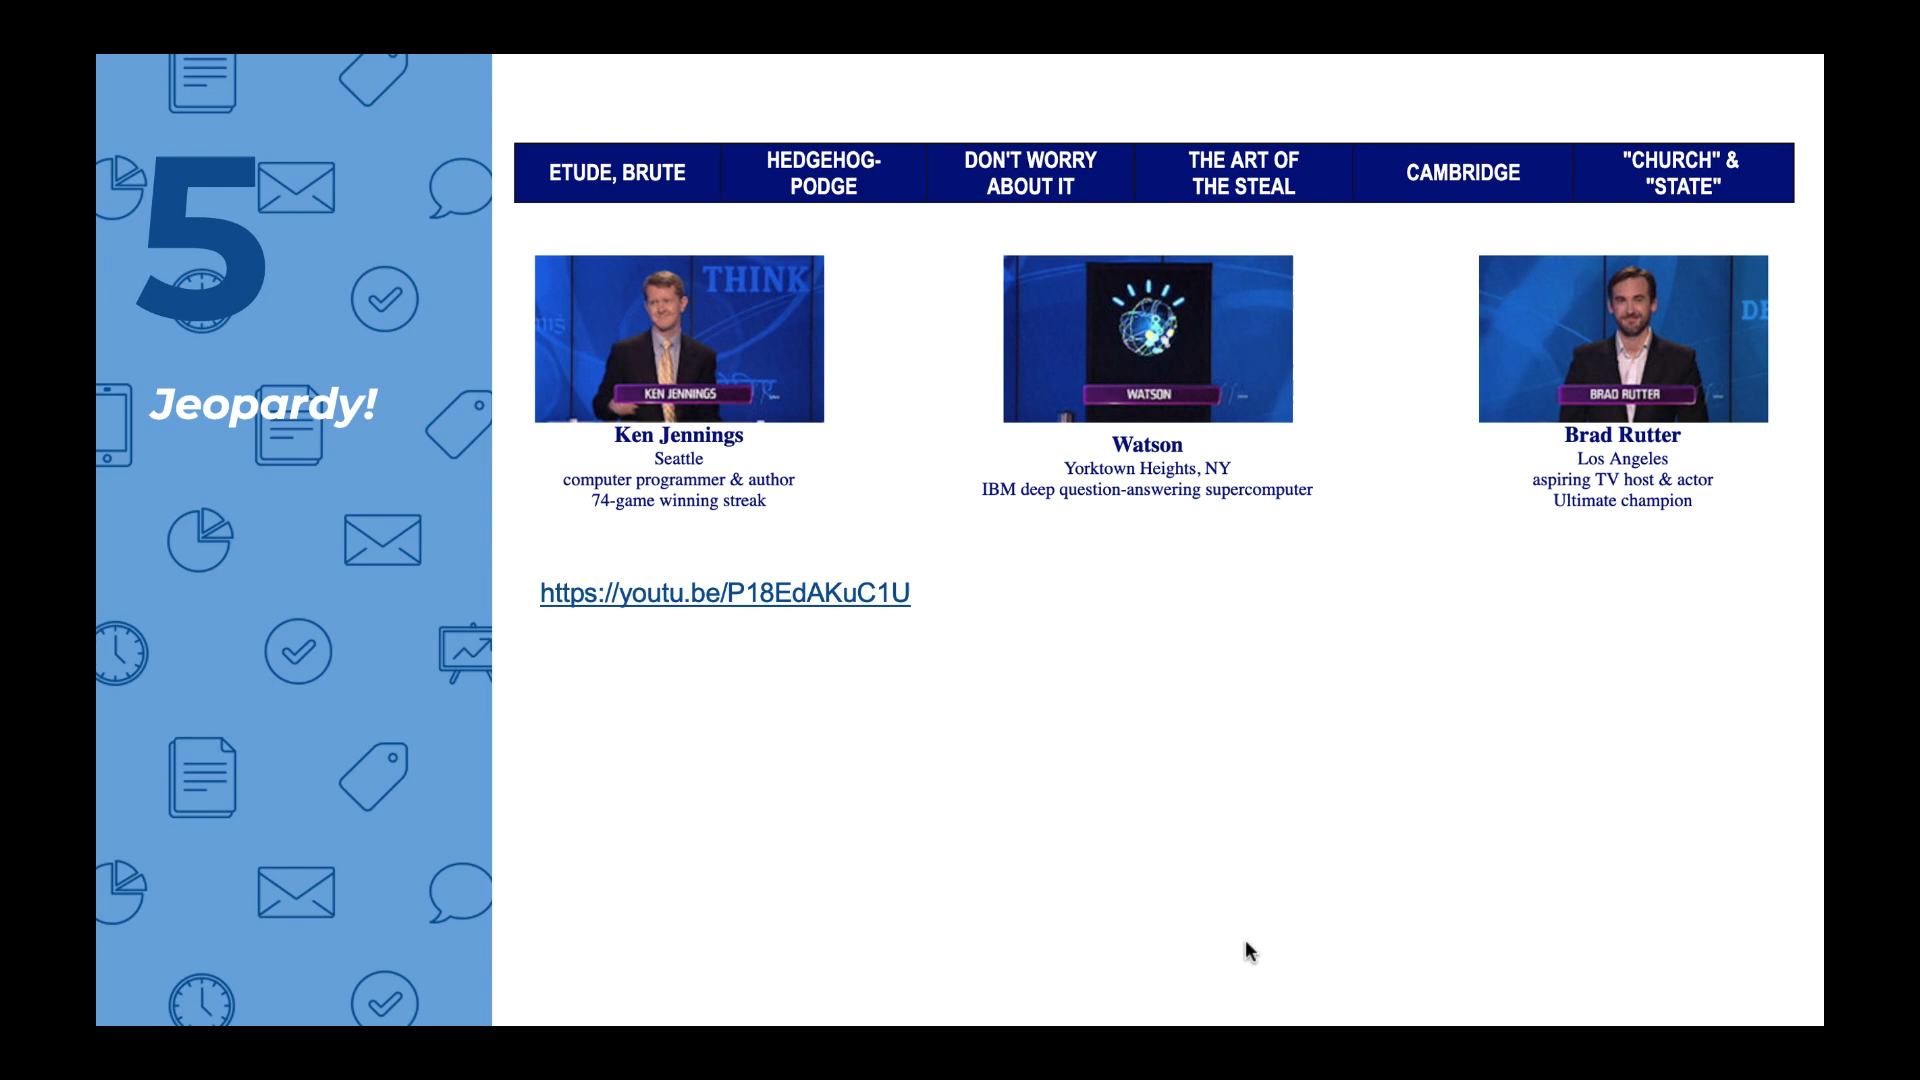 5
Jeopardy!
ETUDE, BRUTE
HEDGEHOG-
PODGE
DON'T WORRY
ABOUT IT
THE ART OF
THE STEAL
CAMBRIDGE
"CHURCH" &
"STATE"
THINK
KEN JENNINGS
Ken Jennings
Seattle
computer programmer & author
74-game winning streak
WATSON
Watson
Yorktown Heights, NY
IBM deep question-answering supercomputer
BRAD RUTTER
Brad Rutter
Los Angeles
aspiring TV host & actor
Ultimate champion
https://youtu.be/P18EdAKuC1U